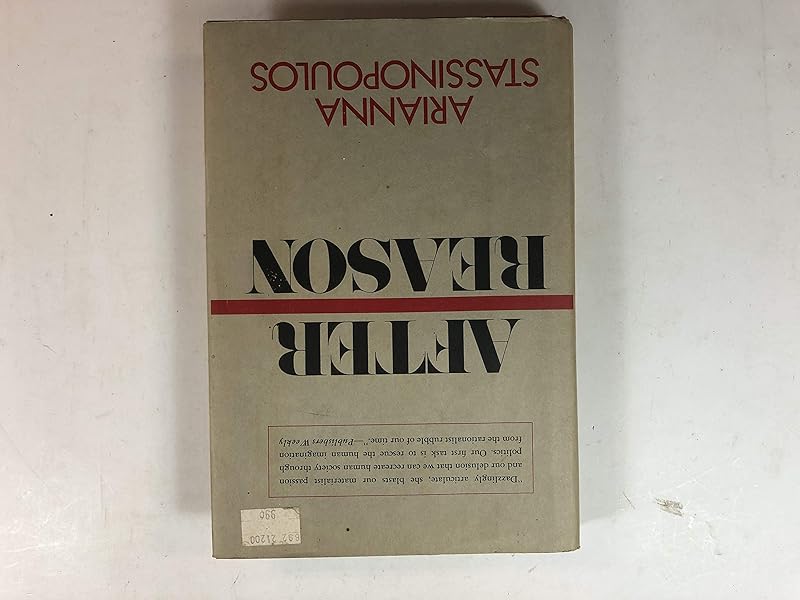 "Dazzlingly articulate, she blasts our materialist passion
and our delusion that we can recreate human society through
politics. Our first task is to rescue the human imagination
from the rationalist rubble of our time."—Publishers Weekly
AFTER
REASON
ARIANNA
STASSINOPOULOS
21200
99¢